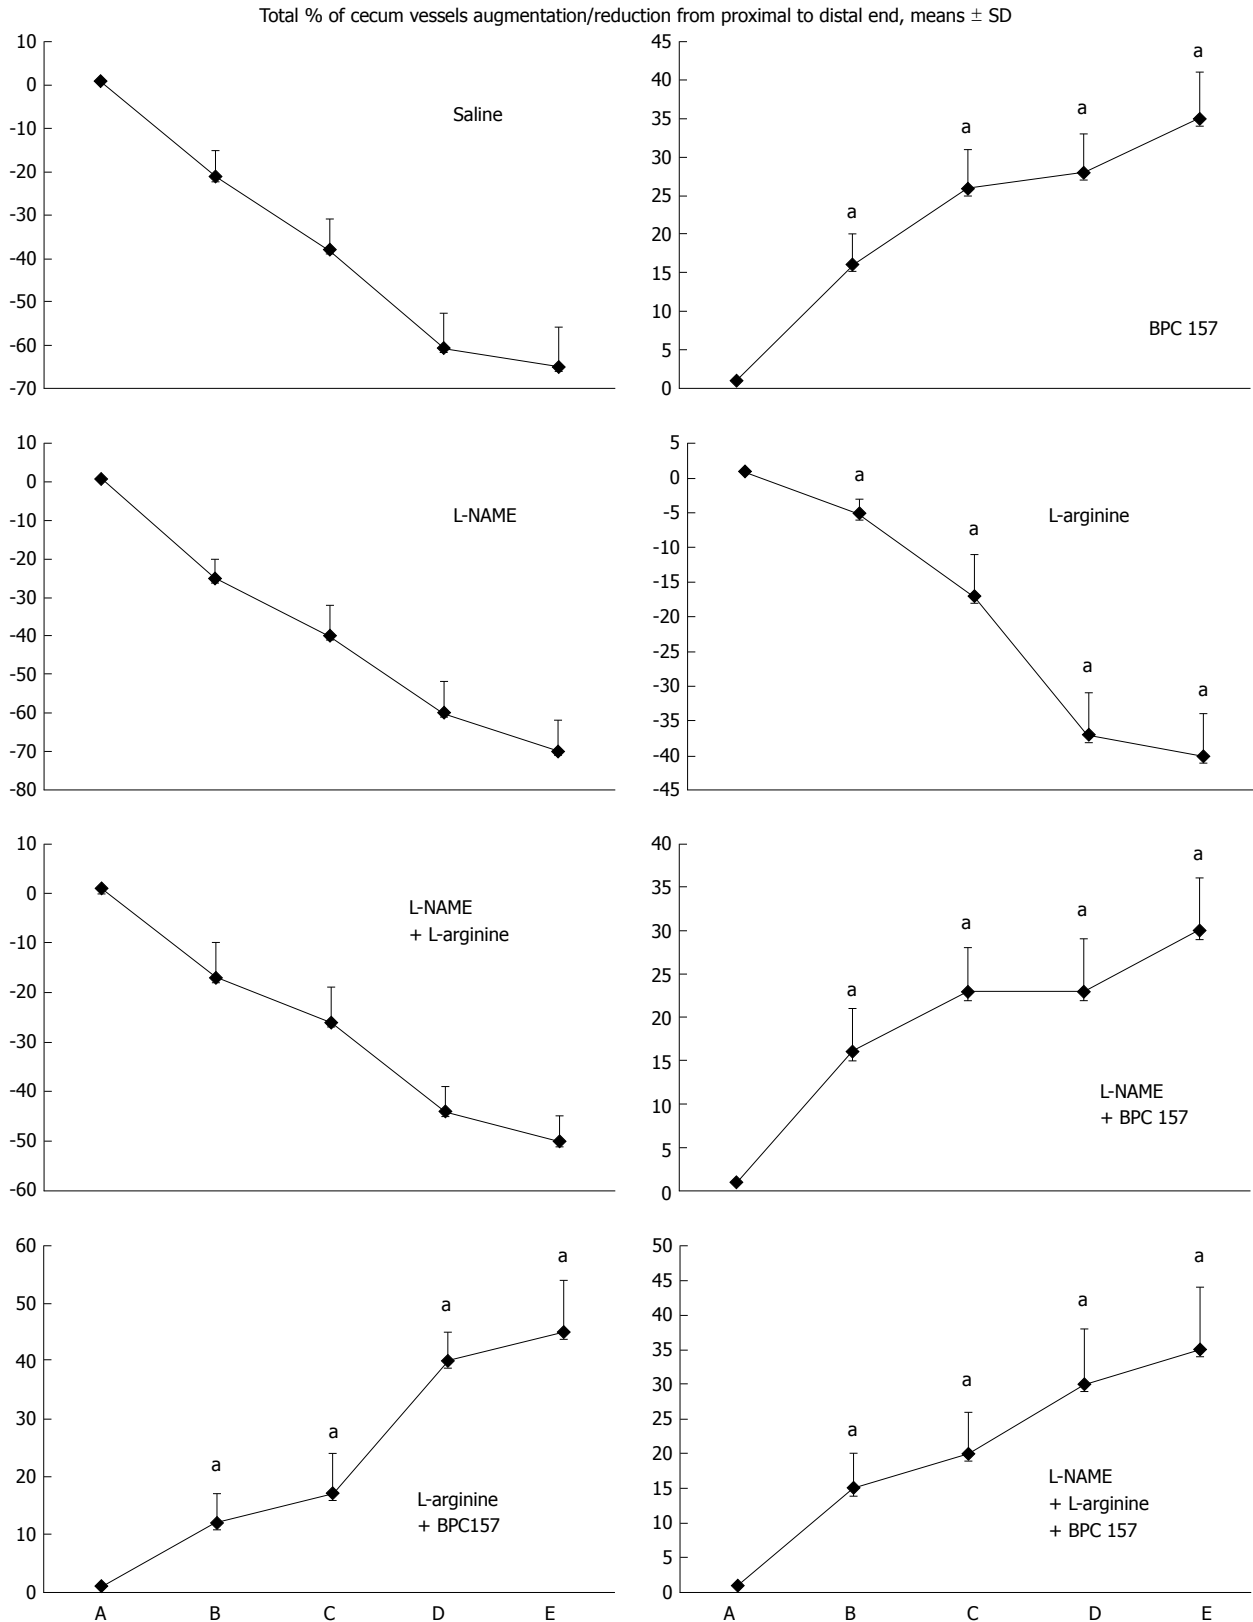 Total % of cecum vessels augmentation/reduction from proximal to distal end, means ± SD
10
0
-10
-20
-30
-40
-50
-60
-70
Saline
45
40
35
30
25
20
15
10
5
0
a
a
a
a
BPC 157
10
0
-10
-20
-30
-40
-50
-60
-70
-80
L-NAME
5
0
-5
-10
-15
-20
-25
-30
-35
-40
-45
a
a
a
a
L-arginine
10
0
-10
-20
-30
-40
-50
-60
L-NAME
+ L-arginine
40
35
30
25
20
15
10
5
0
a
a
a
a
L-NAME
+ BPC 157
60
50
40
30
20
10
0
a
a
a
a
L-arginine
+ BPC157
A B C D E
50
45
40
35
30
25
20
15
10
5
0
a
a
a
a
L-NAME
+ L-arginine
+ BPC 157
A B C D E